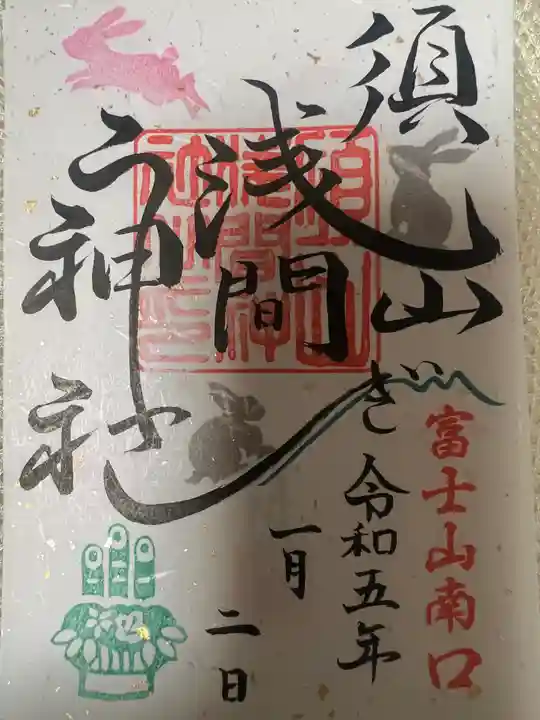 須山
浅間
神社
富士山南口
令和五年
一月
二日